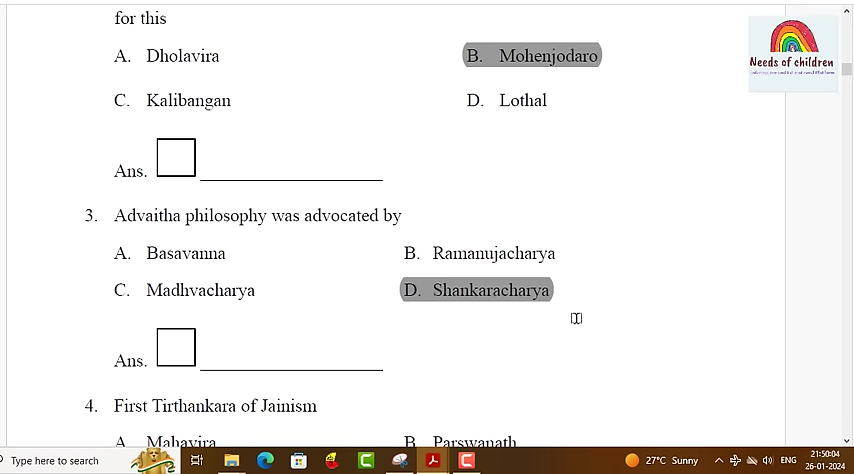 for this
A. Dholavira
B. Mohenjodaro
C. Kalibangan
D. Lothal
Ans.
3. Advaitha philosophy was advocated by
A. Basavanna
B. Ramanujacharya
C. Madhvacharya
D. Shankaracharya
Ans.
4. First Tirthankara of Jainism
A Mahavira
B Parswanath
Needs of children
Type here to search
27°C Sunny
ENG
21:50:04
26-01-2024